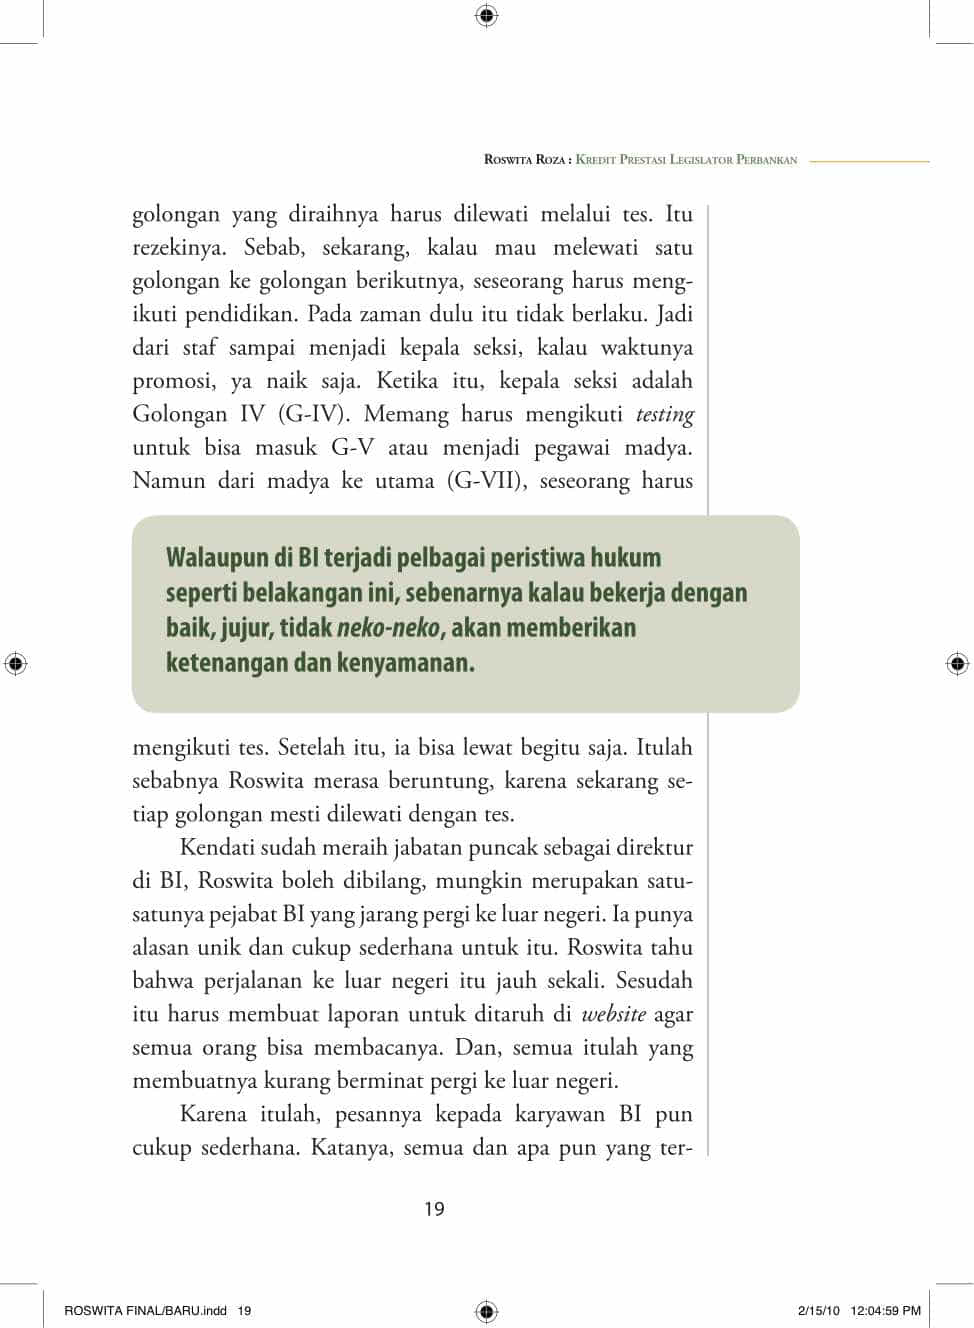 Roswita Roza : Kredit Prestasi Legislator Perbankan
golongan yang diraihnya harus dilewati melalui tes. Itu
rezekinya. Sebab, sekarang, kalau mau melewati satu
golongan ke golongan berikutnya, seseorang harus meng-
ikuti pendidikan. Pada zaman dulu itu tidak berlaku. Jadi
dari staf sampai menjadi kepala seksi, kalau waktunya
promosi, ya naik saja. Ketika itu, kepala seksi adalah
Golongan IV (G-IV). Memang harus mengikuti testing
untuk bisa masuk G-V atau menjadi pegawai madya.
Namun dari madya ke utama (G-VII), seseorang harus
Walaupun di BI terjadi pelbagai peristiwa hukum
seperti belakangan ini, sebenarnya kalau bekerja dengan
baik, jujur, tidak neko-neko, akan memberikan
ketenangan dan kenyamanan.
mengikuti tes. Setelah itu, ia bisa lewat begitu saja. Itulah
sebabnya Roswita merasa beruntung, karena sekarang se-
tiap golongan mesti dilewati dengan tes.
Kendati sudah meraih jabatan puncak sebagai direktur
di BI, Roswita boleh dibilang, mungkin merupakan satu-
satunya pejabat BI yang jarang pergi ke luar negeri. Ia punya
alasan unik dan cukup sederhana untuk itu. Roswita tahu
bahwa perjalanan ke luar negeri itu jauh sekali. Sesudah
itu harus membuat laporan untuk ditaruh di website agar
semua orang bisa membacanya. Dan, semua itulah yang
membuatnya kurang berminat pergi ke luar negeri.
Karena itulah, pesannya kepada karyawan BI pun
cukup sederhana. Katanya, semua dan apa pun yang ter-
19
ROSWITA FINAL/BARU.indd 19
2/15/10 12:04:59 PM